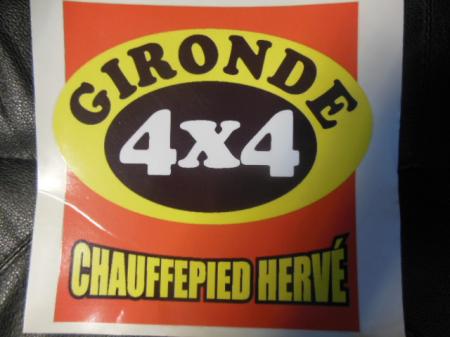 GIRONDE
4x4
CHAUFFEPIED HERVÉ